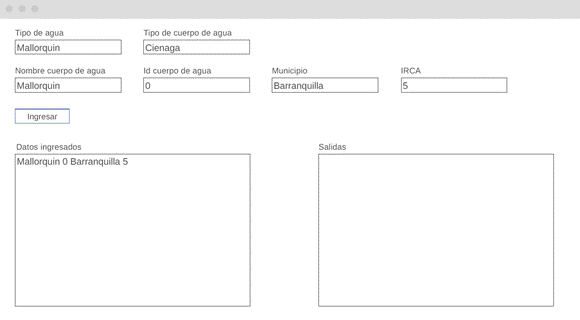 Tipo de agua Tipo de cuerpo de agua
Mallorquin Cienaga
Nombre cuerpo de agua Id cuerpo de agua Municipio IRCA
Mallorquin 0 Barranquilla 5
Ingresar
Datos ingresados Salidas
Mallorquin 0 Barranquilla 5